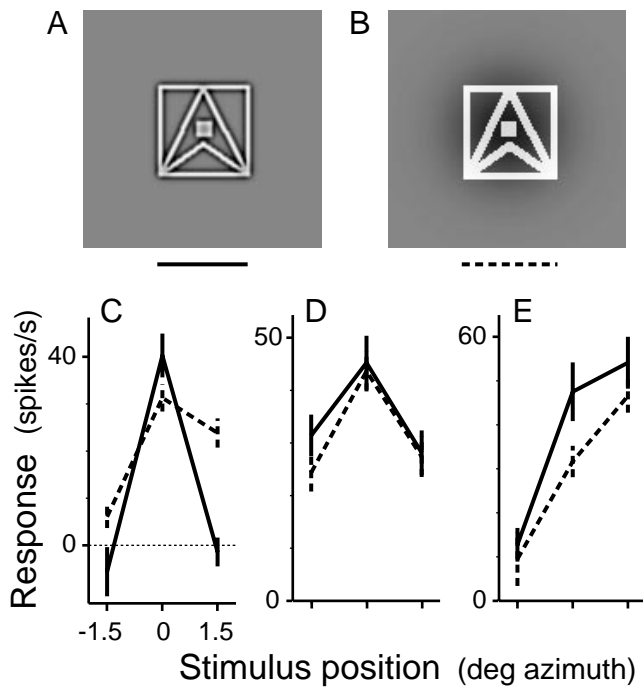 A
B
C
D
E
Response (spikes/s)
40
0
50
0
60
0
-1.5
0
1.5
Stimulus position (deg azimuth)